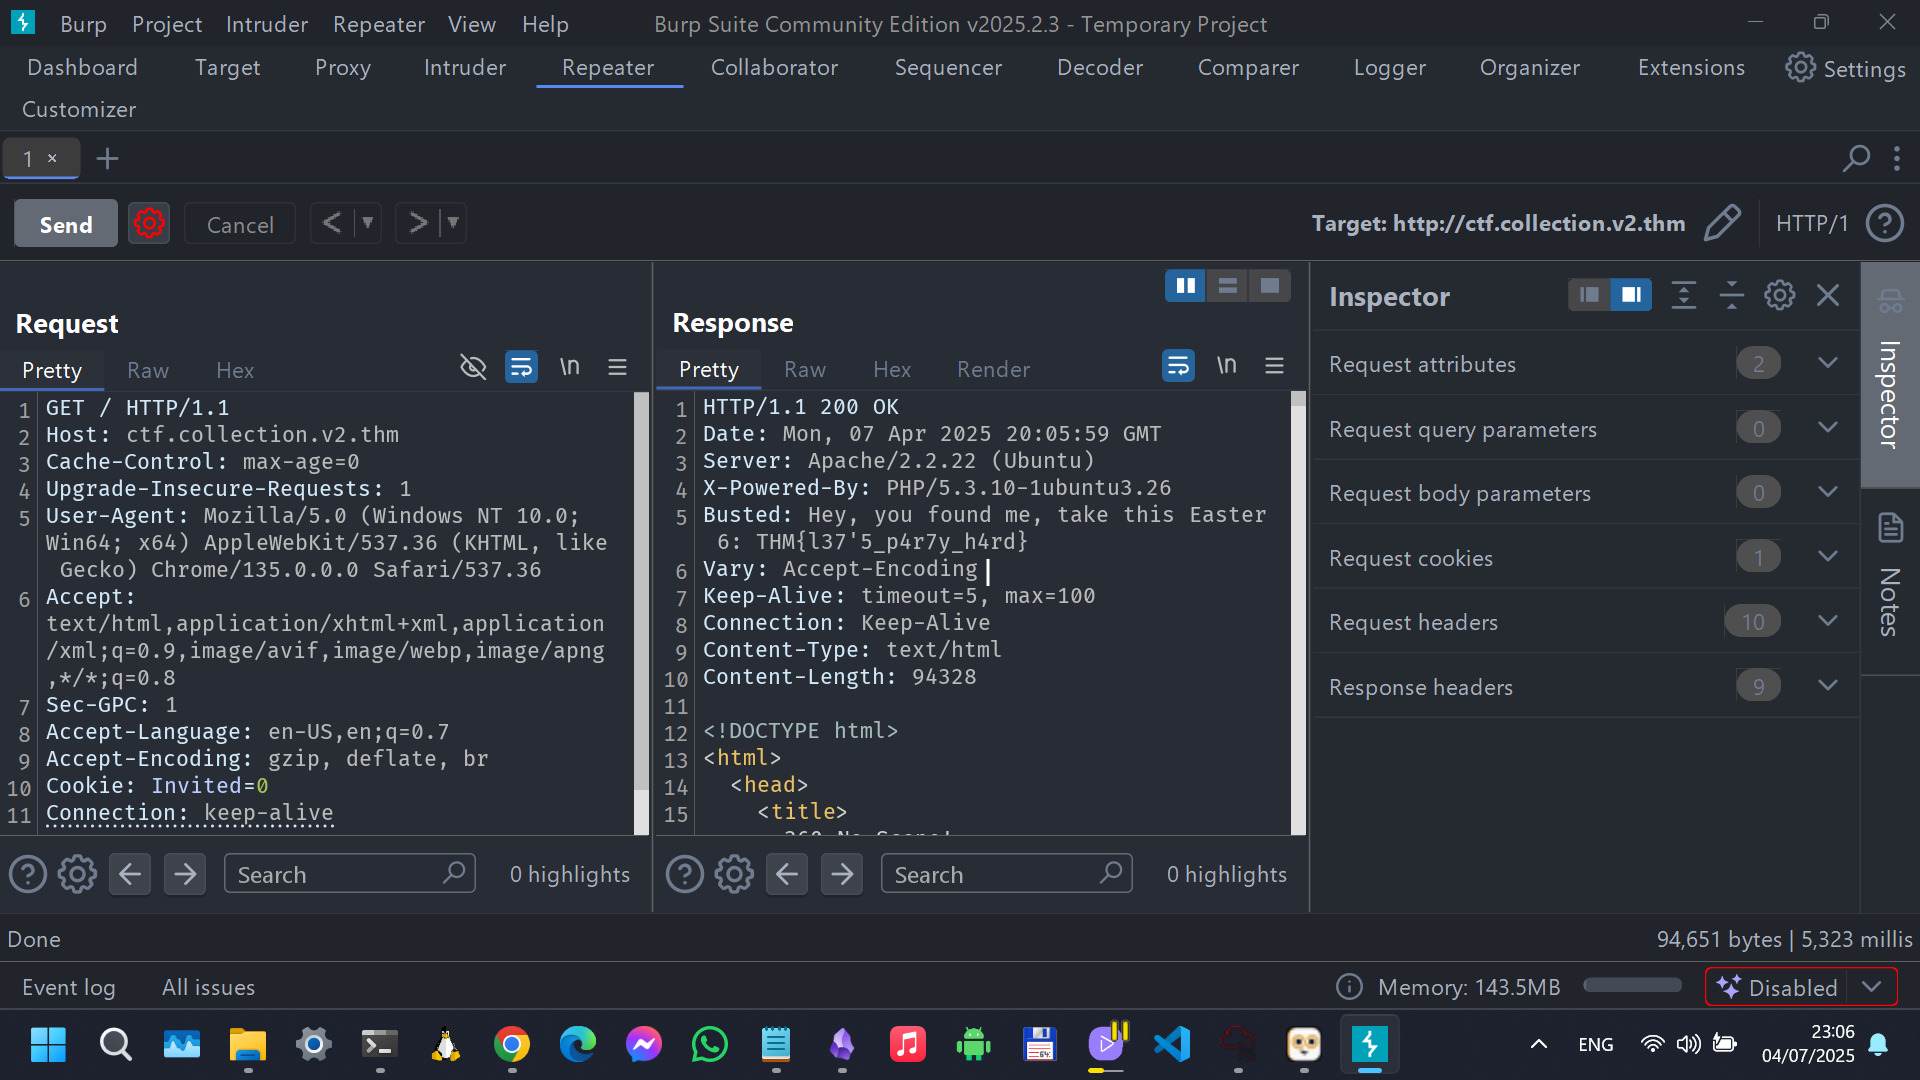 Burp Project Intruder Repeater View Help Burp Suite Community Edition v2025.2.3 - Temporary Project
Dashboard Target Proxy Intruder Repeater Collaborator Sequencer Decoder Comparer Logger Organizer Extensions Settings
Customizer
1 ×
Send Cancel < > Target: http://ctf.collection.v2.thm HTTP/1
Request
Pretty Raw Hex \n
1 GET / HTTP/1.1
2 Host: ctf.collection.v2.thm
3 Cache-Control: max-age=0
4 Upgrade-Insecure-Requests: 1
5 User-Agent: Mozilla/5.0 (Windows NT 10.0;
Win64; x64) AppleWebKit/537.36 (KHTML, like
Gecko) Chrome/135.0.0.0 Safari/537.36
6 Accept:
text/html,application/xhtml+xml,application
/xml;q=0.9,image/avif,image/webp,image/apng
,*/*;q=0.8
7 Sec-GPC: 1
8 Accept-Language: en-US,en;q=0.7
9 Accept-Encoding: gzip, deflate, br
10 Cookie: Invited=0
11 Connection: keep-alive
Search 0 highlights
Response
Pretty Raw Hex Render \n
1 HTTP/1.1 200 OK
2 Date: Mon, 07 Apr 2025 20:05:59 GMT
3 Server: Apache/2.2.22 (Ubuntu)
4 X-Powered-By: PHP/5.3.10-1ubuntu3.26
5 Busted: Hey, you found me, take this Easter
6: THM{l37'5_p4r7y_h4rd}
6 Vary: Accept-Encoding
7 Keep-Alive: timeout=5, max=100
8 Connection: Keep-Alive
9 Content-Type: text/html
10 Content-Length: 94328
11
12 <!DOCTYPE html>
13 <html>
14 <head>
15 <title>
360 No Scope!
Search 0 highlights
Inspector
Request attributes 2
Request query parameters 0
Request body parameters 0
Request cookies 1
Request headers 10
Response headers 9
Inspector
Notes
Done 94,651 bytes | 5,323 millis
Event log All issues Memory: 143.5MB Disabled
64
ENG 23:06
04/07/2025